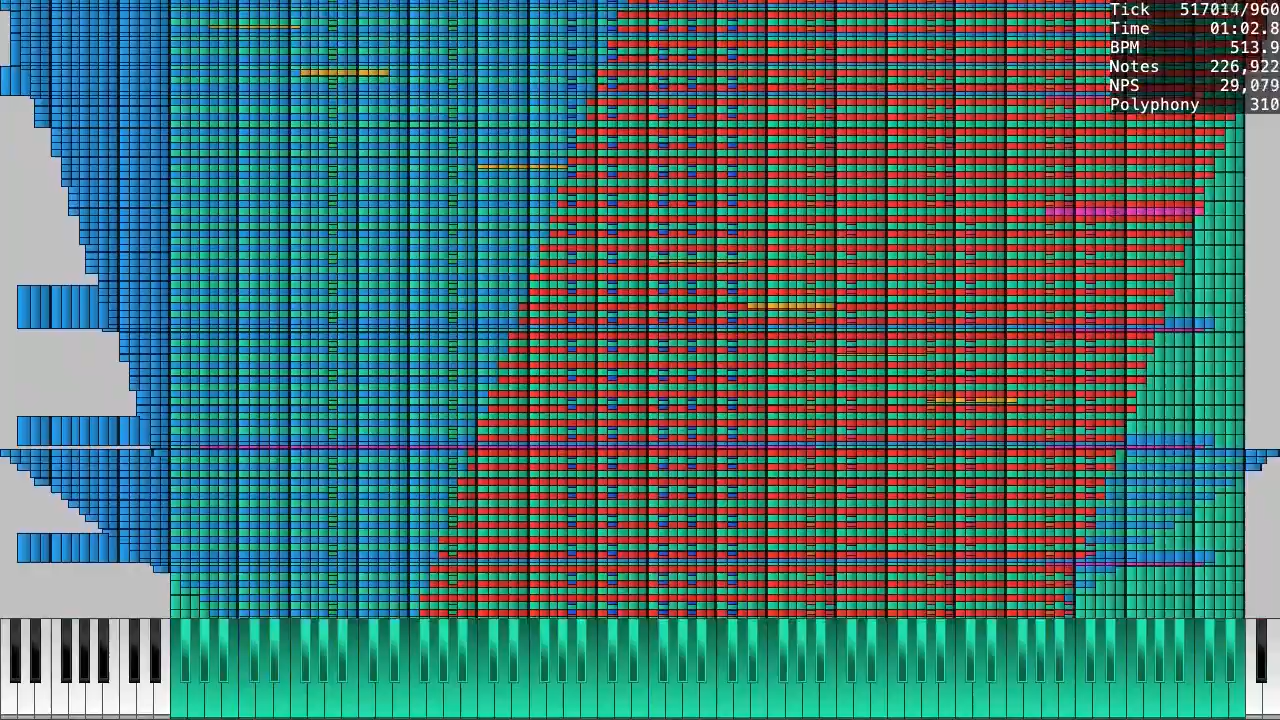 Tick 517014/960
Time 01:02.8
BPM 513.9
Notes 226,922
NPS 29,079
Polyphony 310